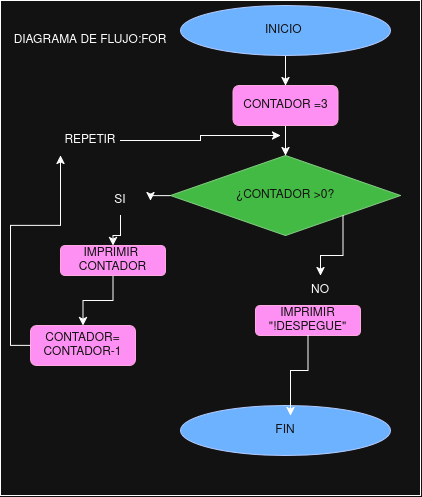 INICIO
DIAGRAMA DE FLUJO:FOR
CONTADOR =3
REPETIR
¿CONTADOR >0?
SI
IMPRIMIR
CONTADOR
NO
IMPRIMIR
"!DESPEGUE"
CONTADOR=
CONTADOR-1
FIN